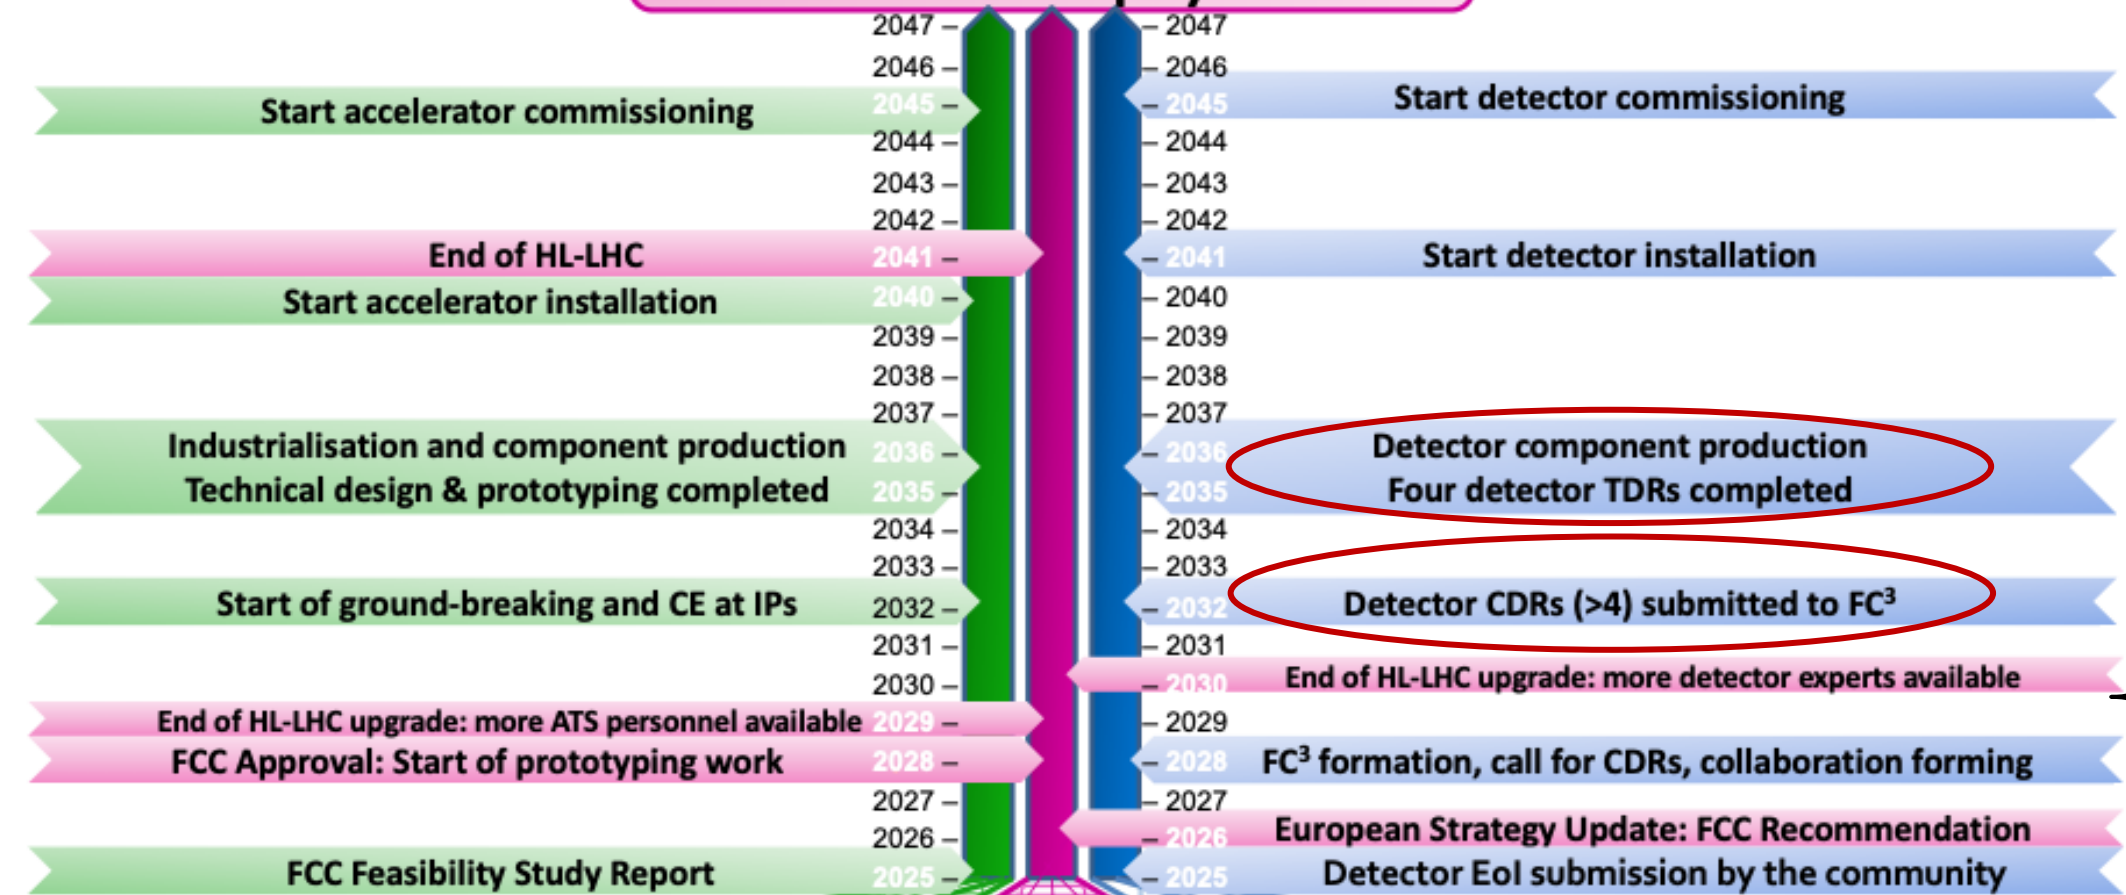 2047 – – 2047
2046 – – 2046
Start accelerator commissioning 2045 – – 2045 Start detector commissioning
2044 – – 2044
2043 – – 2043
2042 – – 2042
End of HL-LHC 2041 – – 2041 Start detector installation
Start accelerator installation 2040 – – 2040
2039 – – 2039
2038 – – 2038
2037 – – 2037
Industrialisation and component production 2036 – – 2036 Detector component production
Technical design & prototyping completed 2035 – – 2035 Four detector TDRs completed
2034 – – 2034
2033 – – 2033
Start of ground-breaking and CE at IPs 2032 – – 2032 Detector CDRs (>4) submitted to FC³
2031 – – 2031
2030 – – 2030 End of HL-LHC upgrade: more detector experts available
End of HL-LHC upgrade: more ATS personnel available 2029 – – 2029
FCC Approval: Start of prototyping work 2028 – – 2028 FC³ formation, call for CDRs, collaboration forming
2027 – – 2027
2026 – – 2026 European Strategy Update: FCC Recommendation
FCC Feasibility Study Report 2025 – – 2025 Detector EoI submission by the community